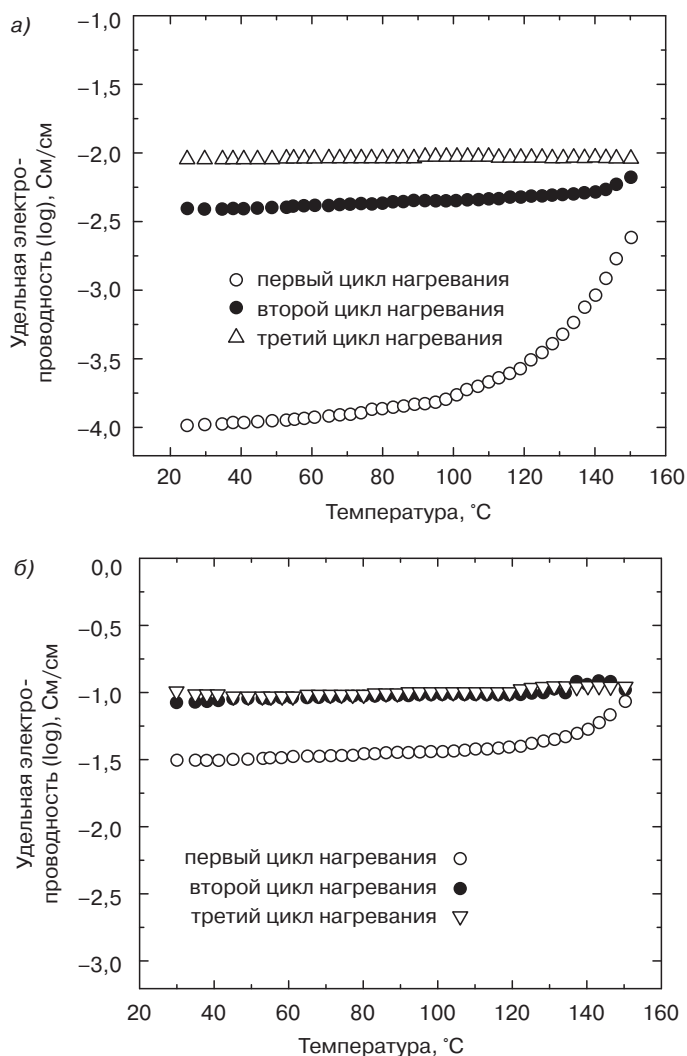 а)
Удельная электро-
проводность (log), См/см
−1,0
−1,5
−2,0
−2,5
−3,0
−3,5
−4,0
первый цикл нагревания
второй цикл нагревания
третий цикл нагревания
20 40 60 80 100 120 140 160
Температура, °C
б)
Удельная электро-
проводность (log), См/см
0,0
−0,5
−1,0
−1,5
−2,0
−2,5
−3,0
первый цикл нагревания
второй цикл нагревания
третий цикл нагревания
20 40 60 80 100 120 140 160
Температура, °C